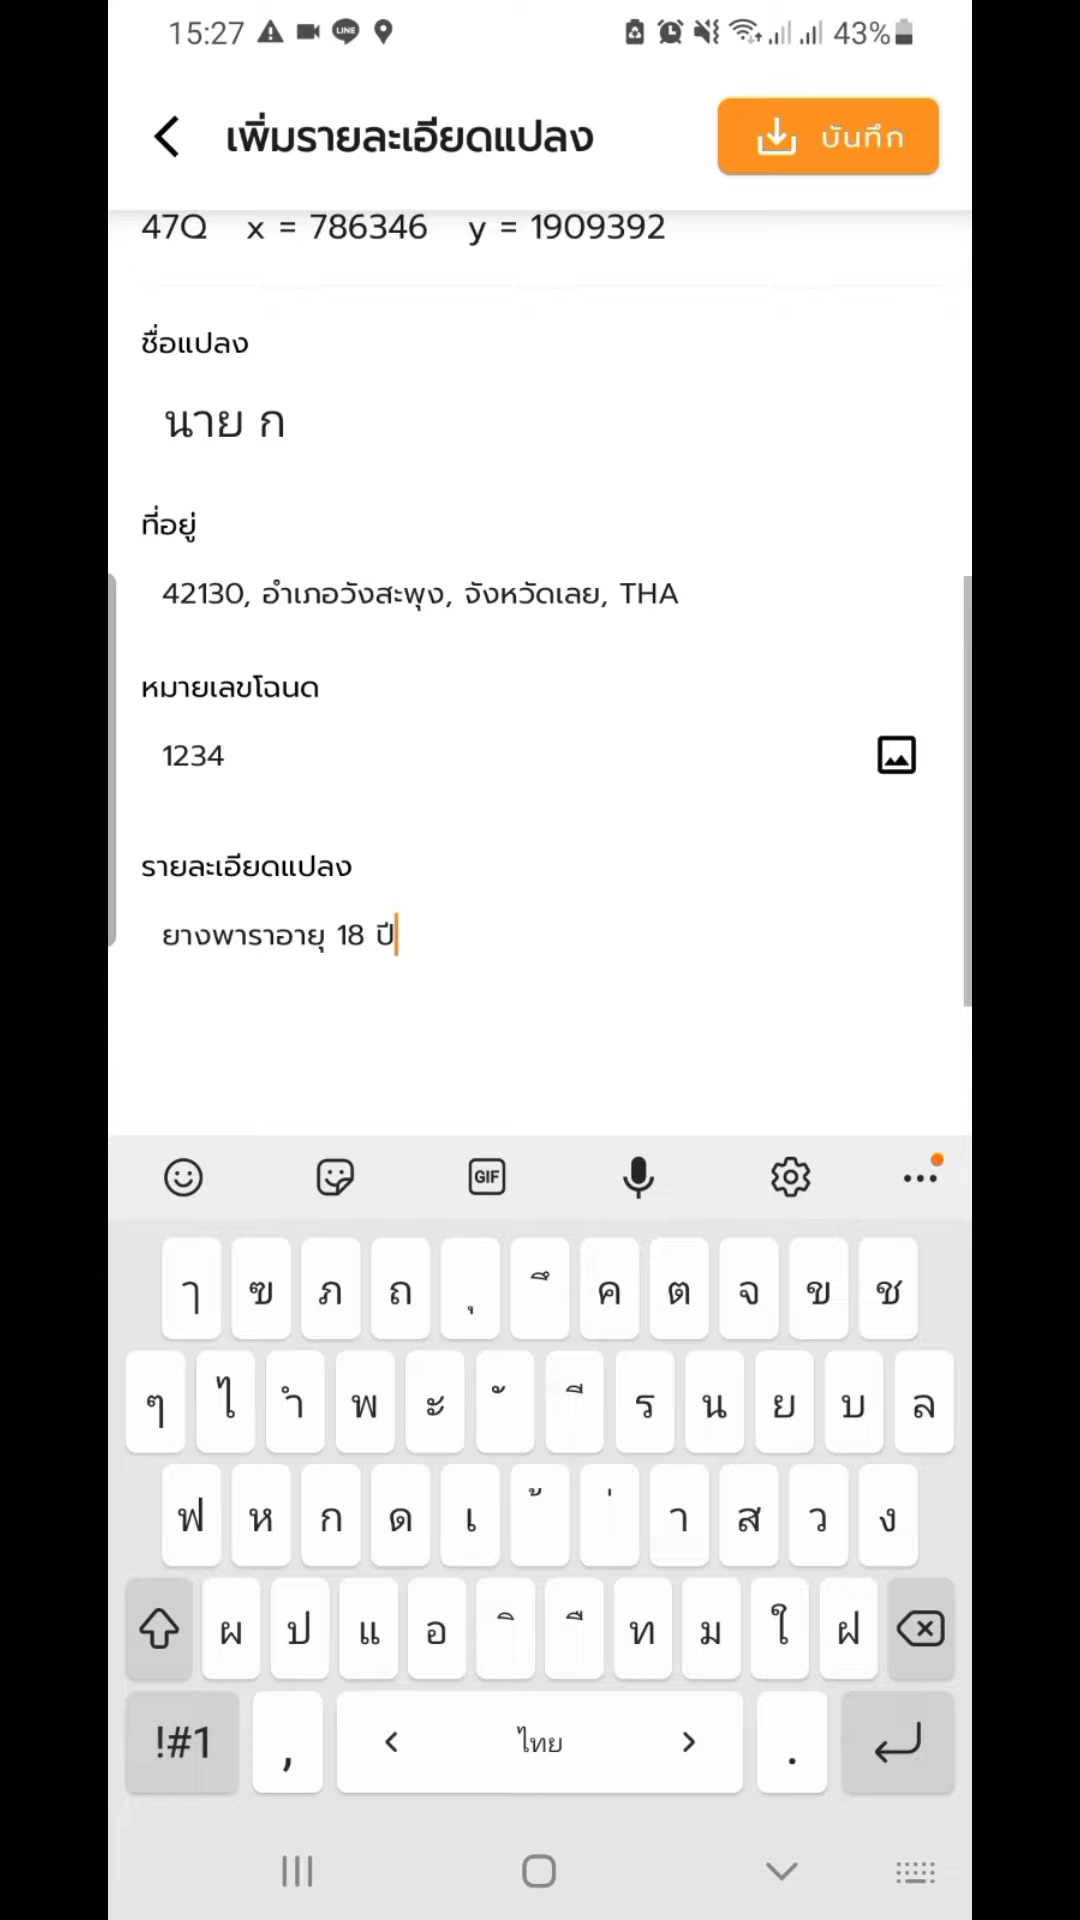 15:27 LINE 43%
เพิ่มรายละเอียดแปลง บันทึก
47Q x = 786346 y = 1909392
ชื่อแปลง
นาย ก
ที่อยู่
42130, อำเภอวังสะพุง, จังหวัดเลย, THA
หมายเลขโฉนด
1234
รายละเอียดแปลง
ยางพาราอายุ 18 ปี
GIF
ๅ ฃ ภ ถ ุ ึ ค ต จ ข ช
ๆ ไ ำ พ ะ ั ี ร น ย บ ล
ฟ ห ก ด เ ้ ่ า ส ว ง
ผ ป แ อ ิ ื ท ม ใ ฝ
!#1 , < ไทย > .